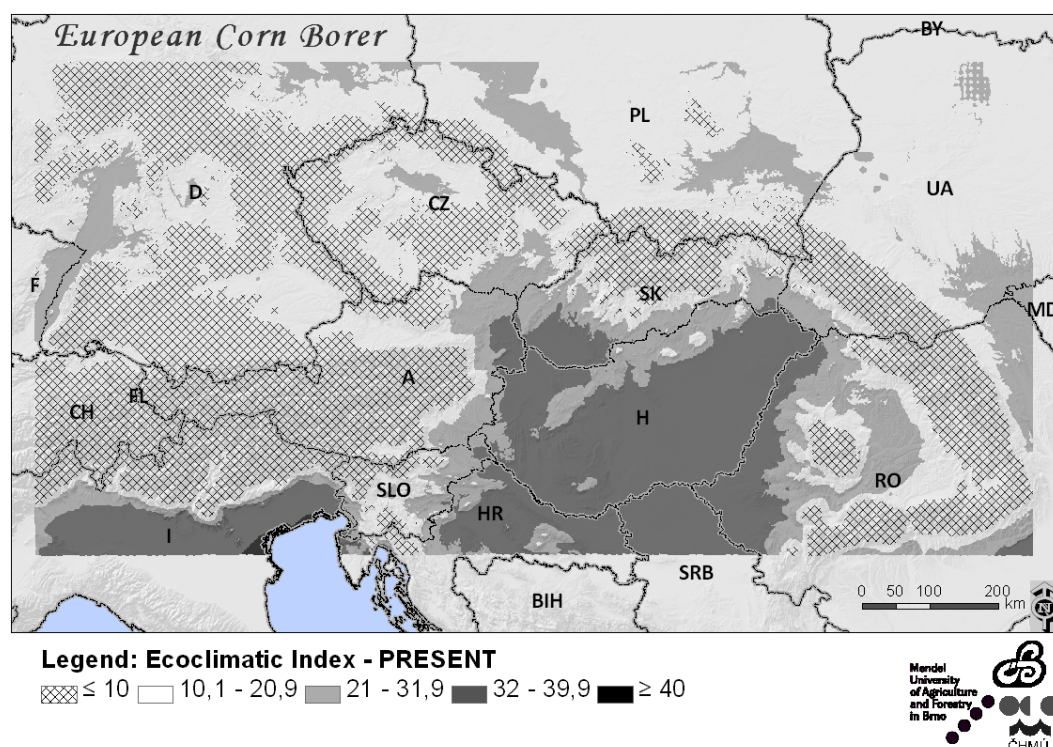 European Corn Borer
BY
PL
D
CZ
UA
F
SK
MD
A
FL
CH
H
SLO
RO
HR
I
SRB
BIH
0 50 100 200
km
N
Legend: Ecoclimatic Index - PRESENT
≤ 10 10,1 - 20,9 21 - 31,9 32 - 39,9 ≥ 40
Mendel
University
of Agriculture
and Forestry
in Brno
ČHMÚ